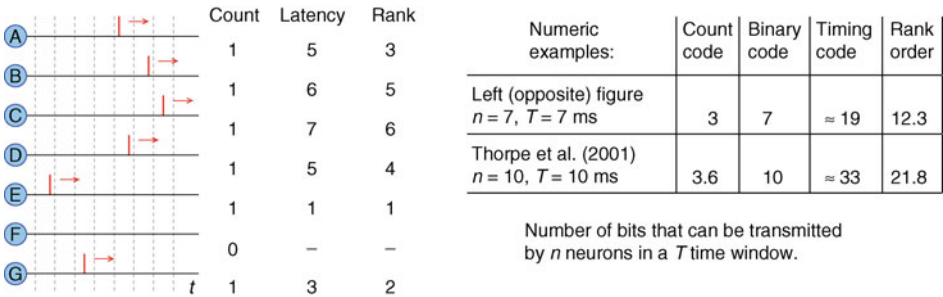 Count Latency Rank
A 1 5 3
B 1 6 5
C 1 7 6
D 1 5 4
E 1 1 1
F 0 – –
G t 1 3 2
Numeric examples: Count code Binary code Timing code Rank order
Left (opposite) figure
n = 7, T = 7 ms 3 7 ≈ 19 12.3
Thorpe et al. (2001)
n = 10, T = 10 ms 3.6 10 ≈ 33 21.8
Number of bits that can be transmitted
by n neurons in a T time window.